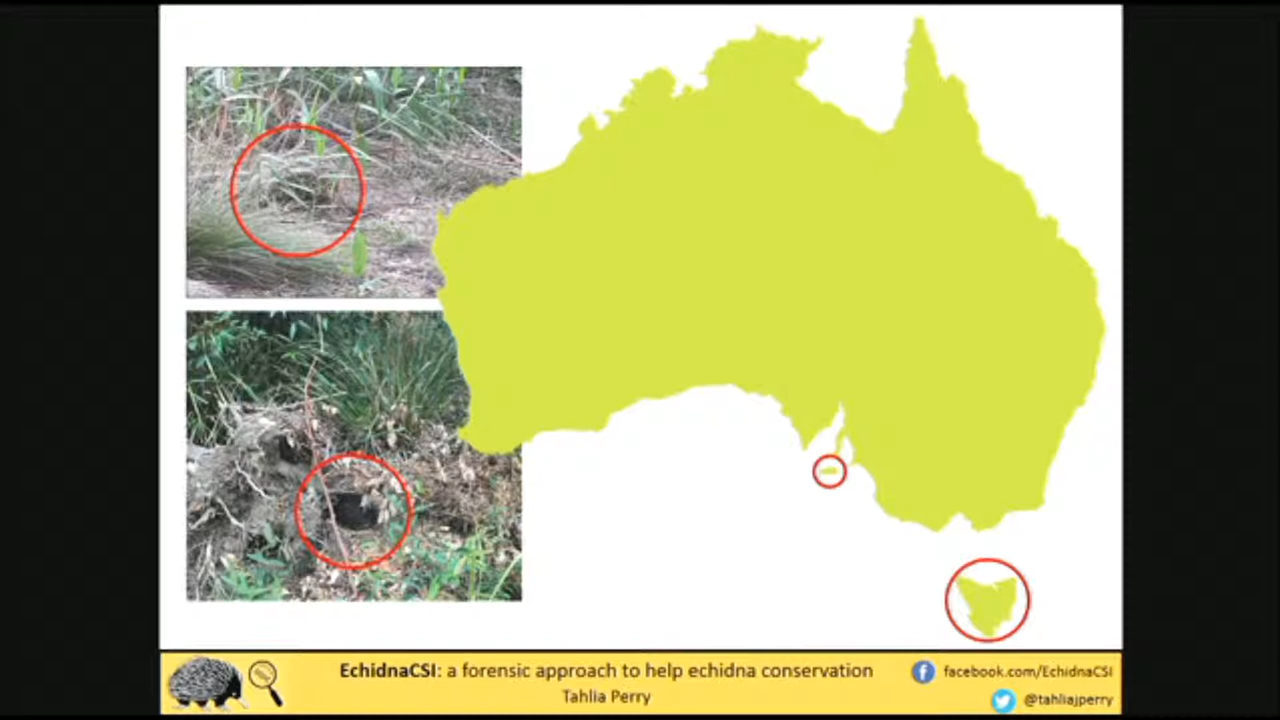 EchidnaCSI: a forensic approach to help echidna conservation
Tahlia Perry
facebook.com/EchidnaCSI
@tahliajperry